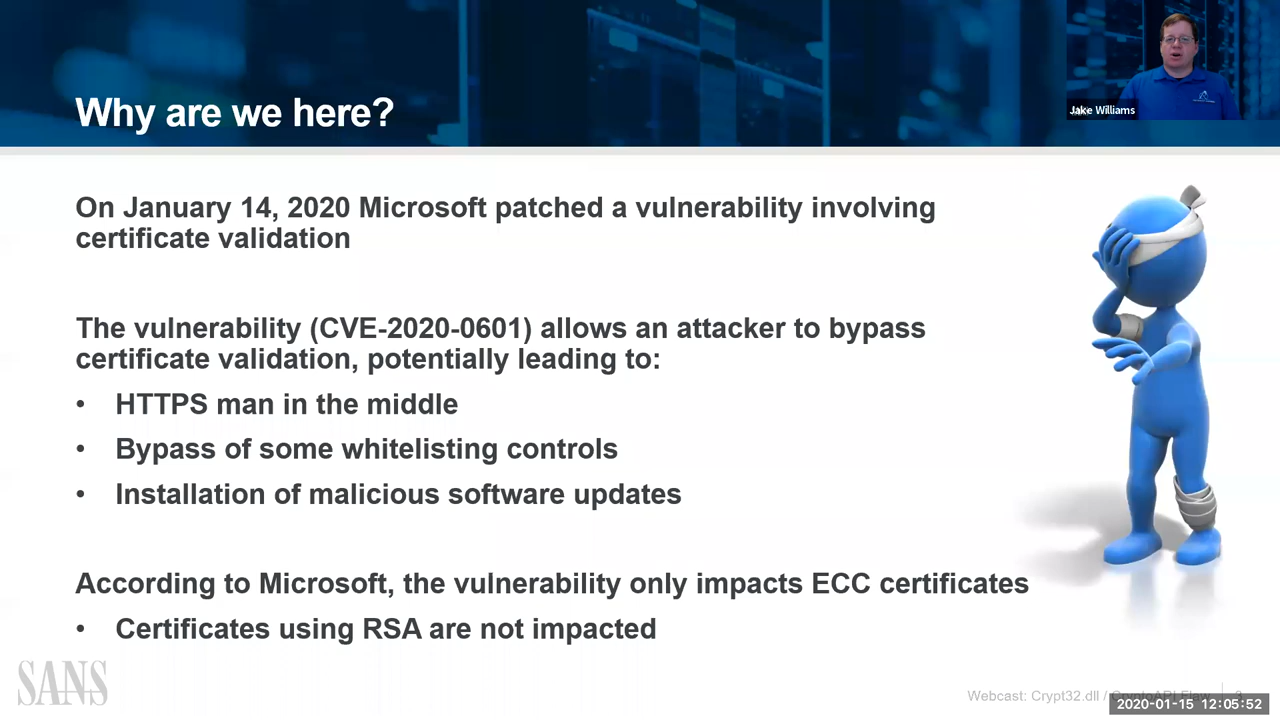 Why are we here?
Jake Williams
On January 14, 2020 Microsoft patched a vulnerability involving
certificate validation
The vulnerability (CVE-2020-0601) allows an attacker to bypass
certificate validation, potentially leading to:
• HTTPS man in the middle
• Bypass of some whitelisting controls
• Installation of malicious software updates
According to Microsoft, the vulnerability only impacts ECC certificates
• Certificates using RSA are not impacted
SANS
Webcast: Crypt32.dll / CryptoAPI Flaw 3
2020-01-15 12:05:52